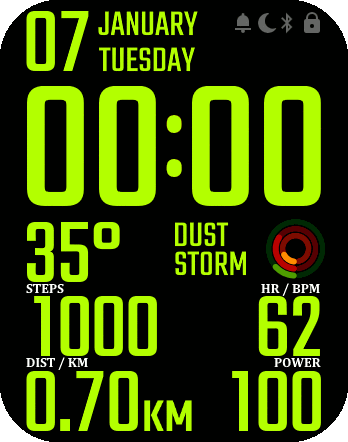 07 JANUARY
TUESDAY
00:00
35° DUST
STORM
STEPS HR / BPM
1000 62
DIST / KM POWER
0.70KM 100